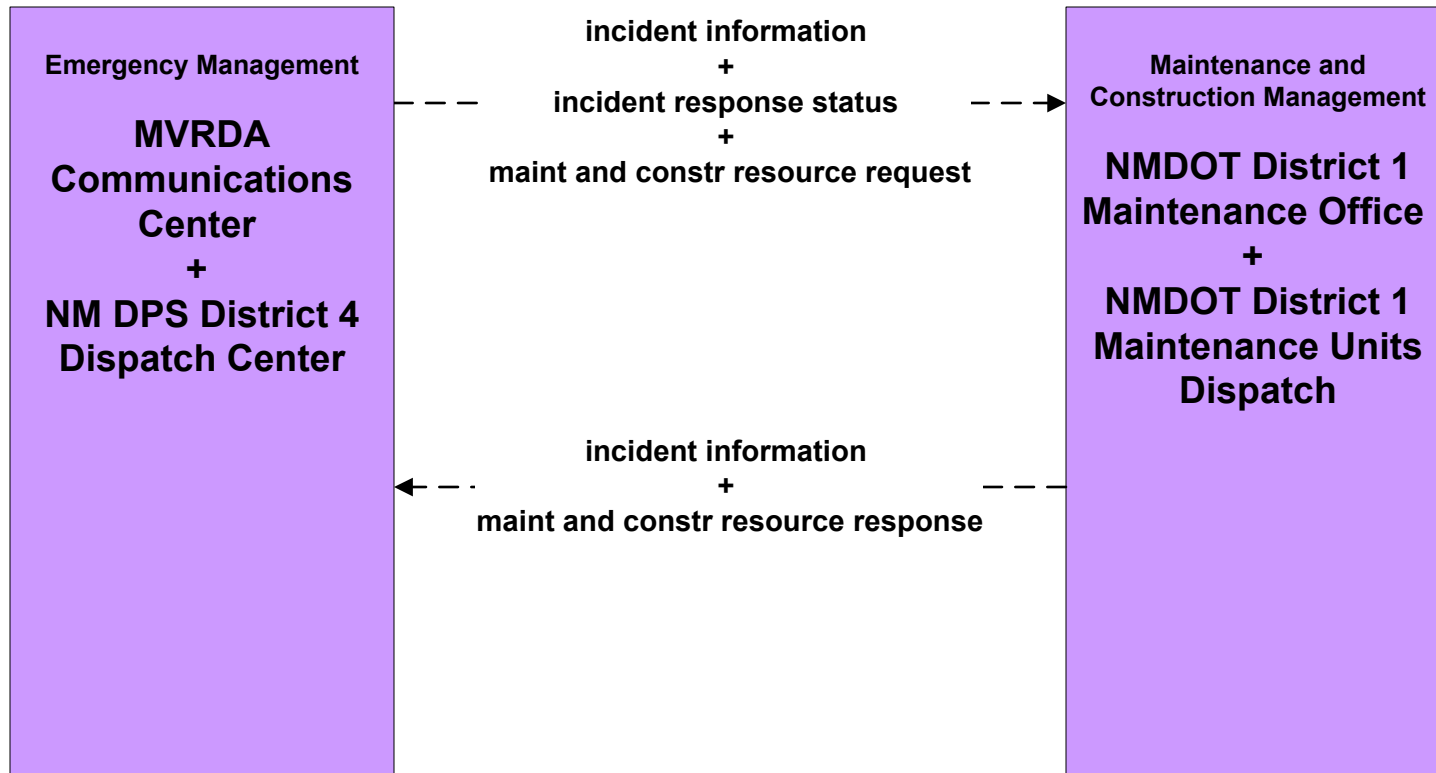 Emergency Management
MVRDA
Communications
Center
+
NM DPS District 4
Dispatch Center
incident information
+
incident response status
+
maint and constr resource request
incident information
+
maint and constr resource response
Maintenance and
Construction Management
NMDOT District 1
Maintenance Office
+
NMDOT District 1
Maintenance Units
Dispatch